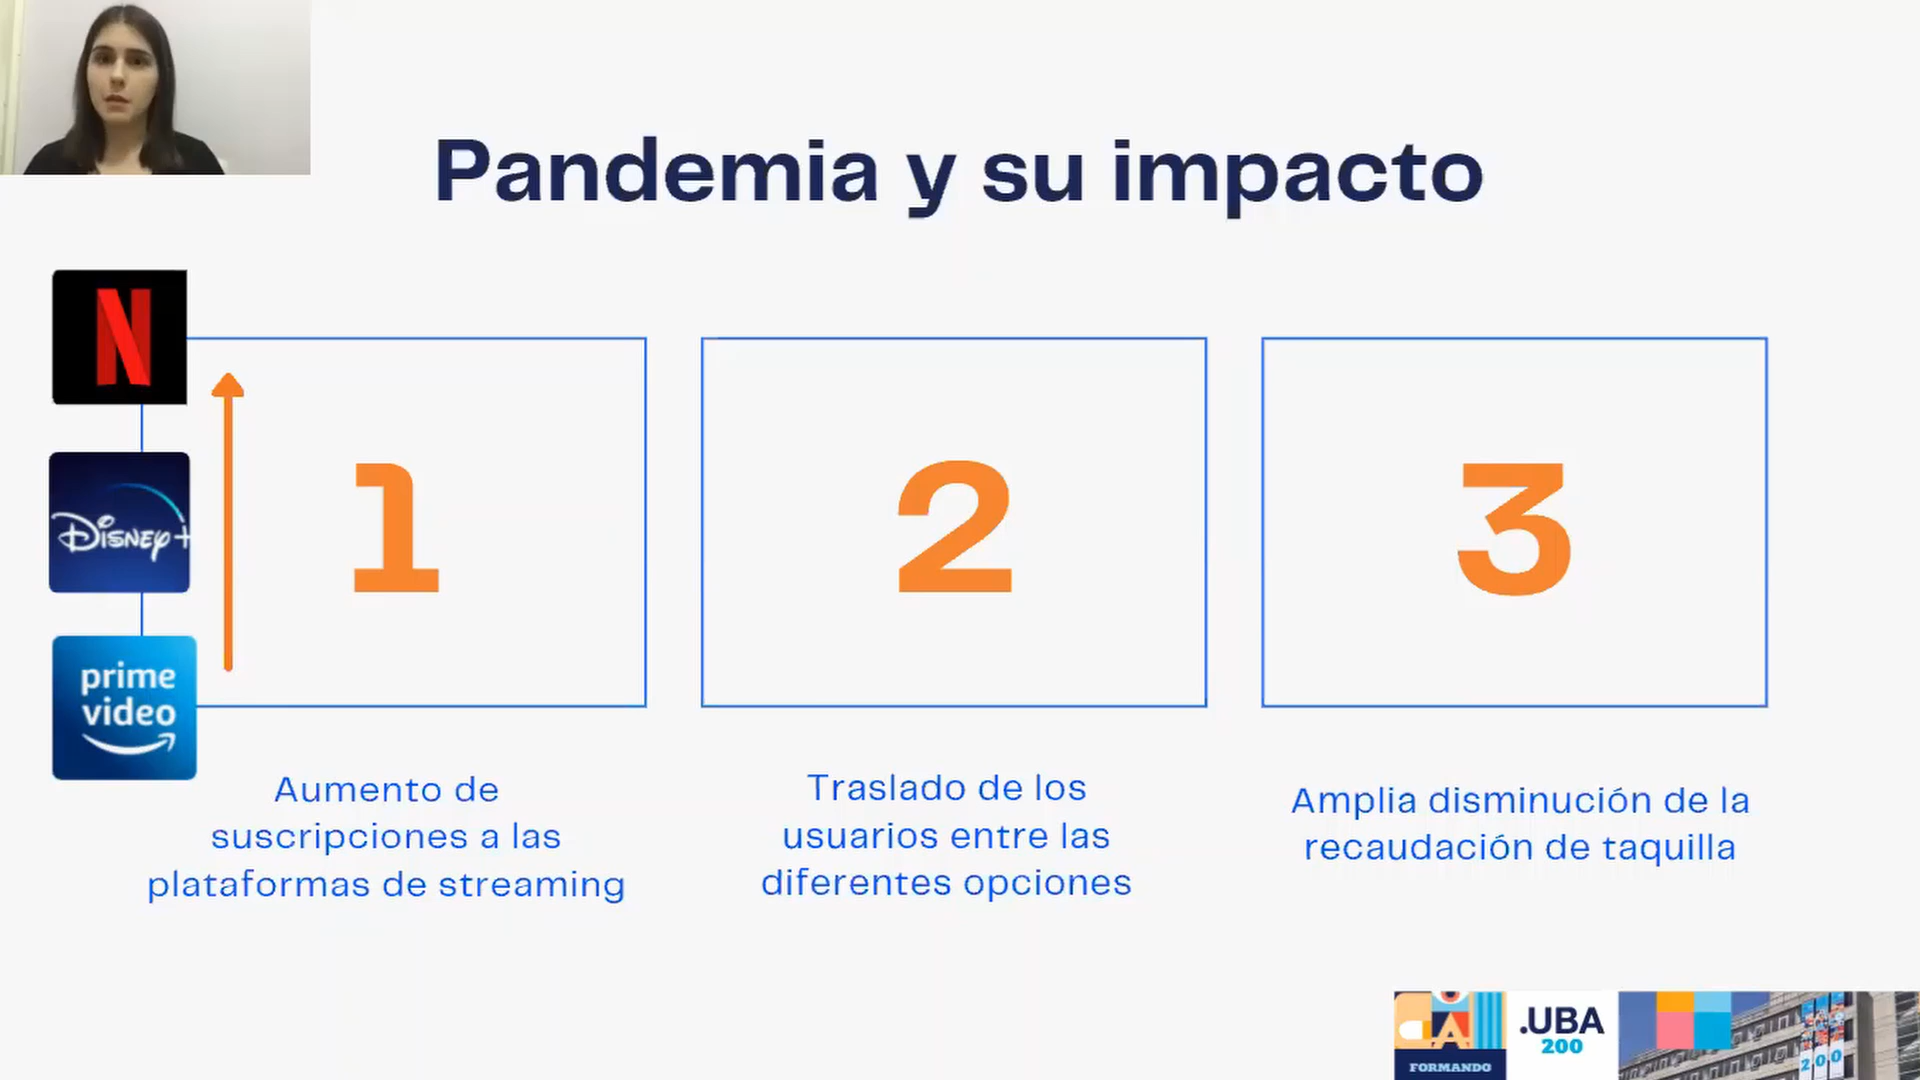 Pandemia y su impacto
N
Disney+
prime
video
1
2
3
Aumento de
suscripciones a las
plataformas de streaming
Traslado de los
usuarios entre las
diferentes opciones
Amplia disminución de la
recaudación de taquilla
FORMANDO
.UBA
200
200